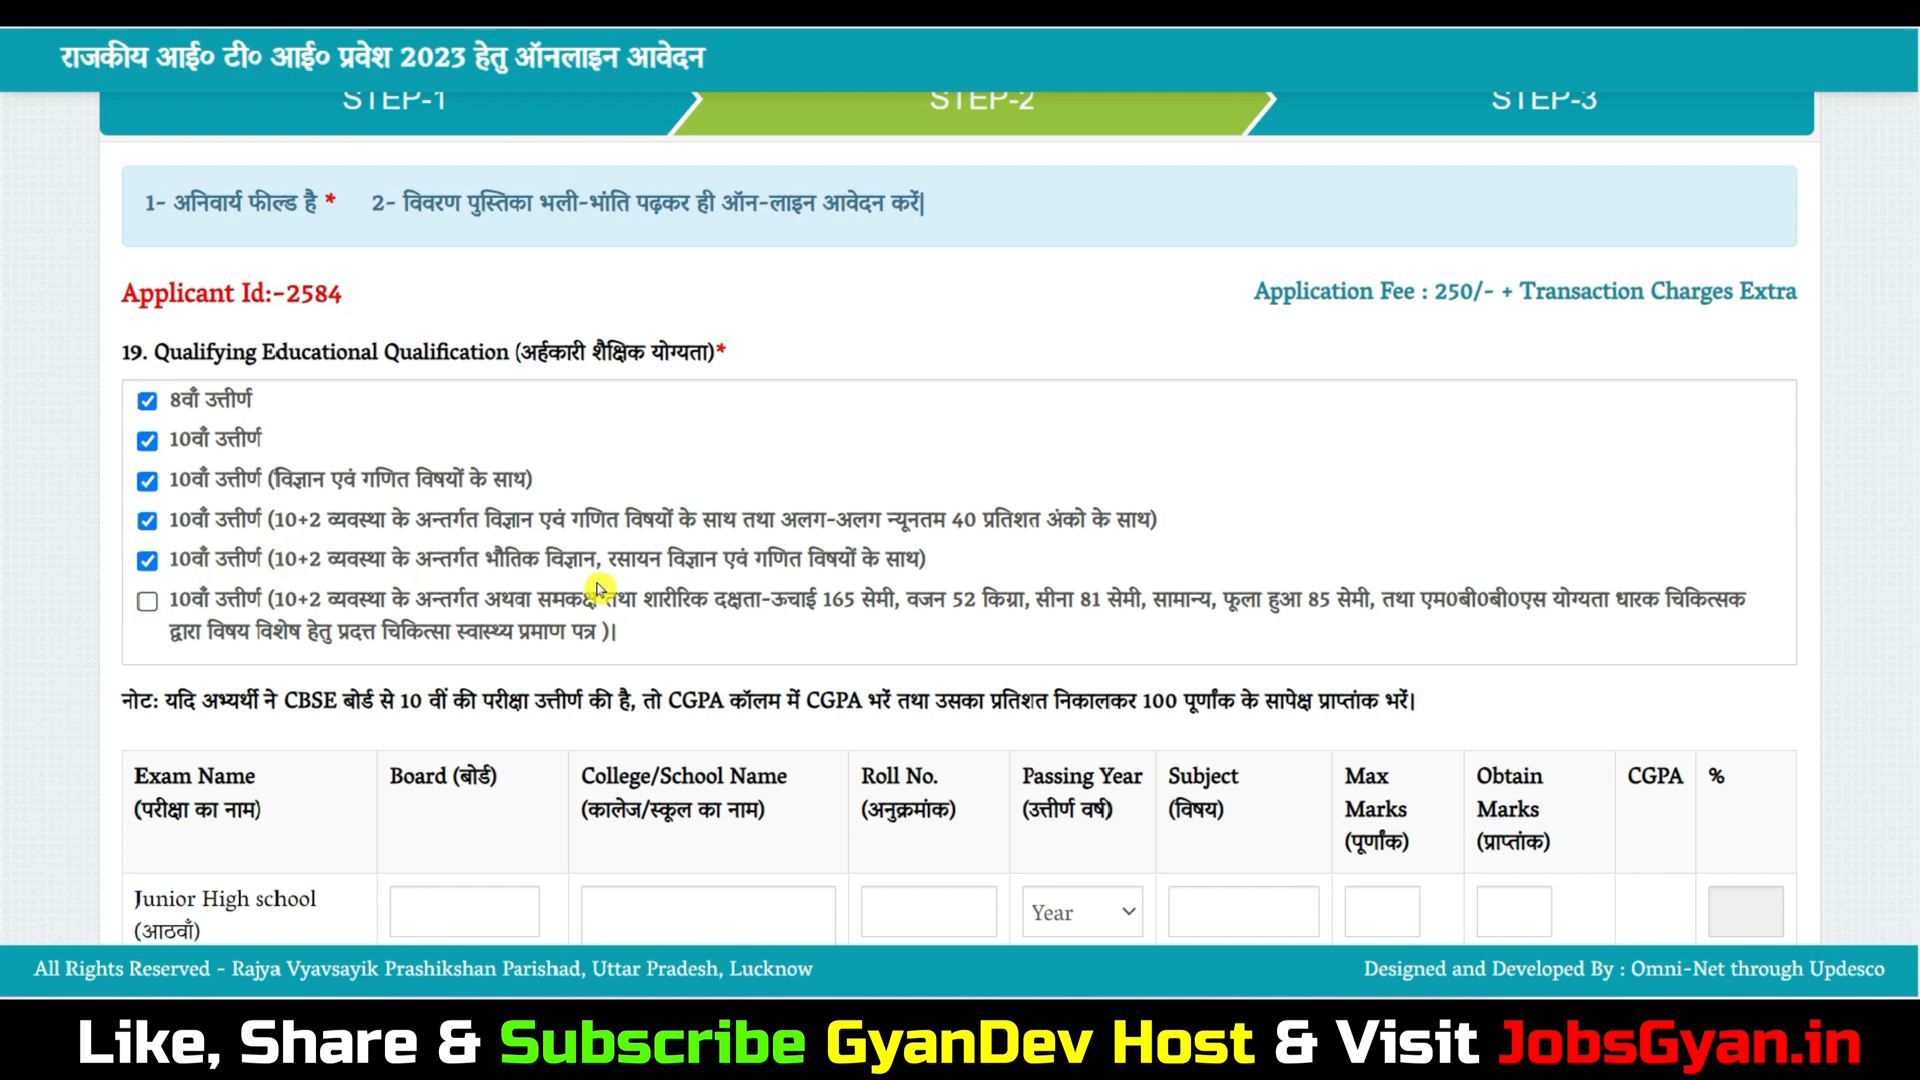 राजकीय आई० टी० आई० प्रवेश 2023 हेतु ऑनलाइन आवेदन
STEP-1
STEP-2
STEP-3
1- अनिवार्य फील्ड है * 2- विवरण पुस्तिका भली-भांति पढ़कर ही ऑन-लाइन आवेदन करें|
Applicant Id:-2584
Application Fee : 250/- + Transaction Charges Extra
19. Qualifying Educational Qualification (अर्हकारी शैक्षिक योग्यता)*
8वाँ उत्तीर्ण
10वाँ उत्तीर्ण
10वाँ उत्तीर्ण (विज्ञान एवं गणित विषयों के साथ)
10वाँ उत्तीर्ण (10+2 व्यवस्था के अन्तर्गत विज्ञान एवं गणित विषयों के साथ तथा अलग-अलग न्यूनतम 40 प्रतिशत अंको के साथ)
10वाँ उत्तीर्ण (10+2 व्यवस्था के अन्तर्गत भौतिक विज्ञान, रसायन विज्ञान एवं गणित विषयों के साथ)
10वाँ उत्तीर्ण (10+2 व्यवस्था के अन्तर्गत अथवा समकक्ष तथा शारीरिक दक्षता-ऊचाई 165 सेमी, वजन 52 किग्रा, सीना 81 सेमी, सामान्य, फूला हुआ 85 सेमी, तथा एम0बी0बी0एस योग्यता धारक चिकित्सक
द्वारा विषय विशेष हेतु प्रदत्त चिकित्सा स्वास्थ्य प्रमाण पत्र )।
नोट: यदि अभ्यर्थी ने CBSE बोर्ड से 10 वीं की परीक्षा उत्तीर्ण की है, तो CGPA कॉलम में CGPA भरें तथा उसका प्रतिशत निकालकर 100 पूर्णांक के सापेक्ष प्राप्तांक भरें।
Exam Name
(परीक्षा का नाम)
Board (बोर्ड)
College/School Name
(कालेज/स्कूल का नाम)
Roll No.
(अनुक्रमांक)
Passing Year
(उत्तीर्ण वर्ष)
Subject
(विषय)
Max
Marks
(पूर्णांक)
Obtain
Marks
(प्राप्तांक)
CGPA
%
Junior High school
(आठवाँ)
Year
All Rights Reserved - Rajya Vyavsayik Prashikshan Parishad, Uttar Pradesh, Lucknow
Designed and Developed By : Omni-Net through Updesco
Like, Share & Subscribe GyanDev Host & Visit JobsGyan.in